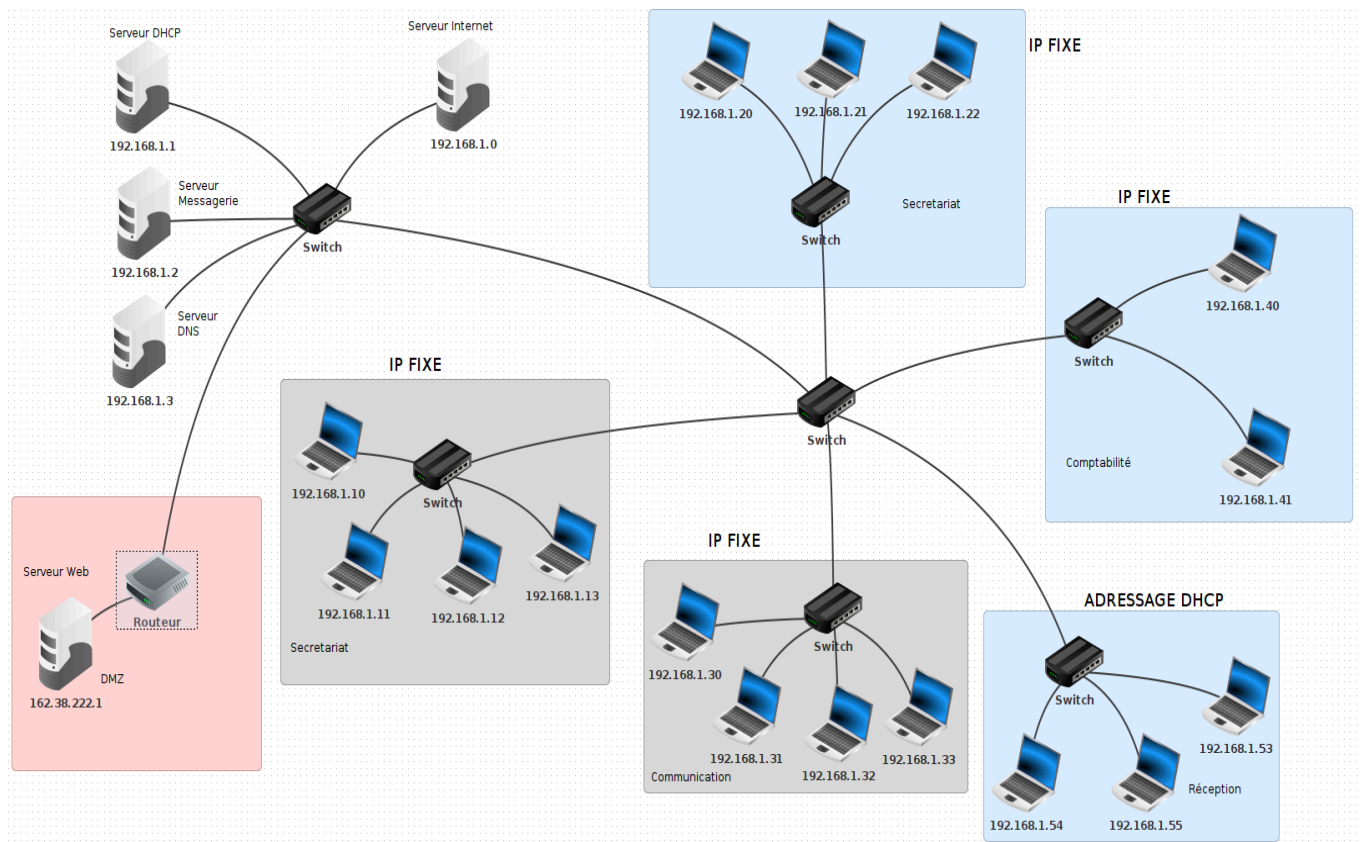 Serveur DHCP
192.168.1.1
Serveur Internet
192.168.1.0
Serveur
Messagerie
192.168.1.2
Serveur
DNS
192.168.1.3
Switch
IP FIXE
192.168.1.20
192.168.1.21
192.168.1.22
Switch
Secretariat
IP FIXE
192.168.1.40
Switch
192.168.1.41
Comptabilité
Switch
IP FIXE
192.168.1.10
Switch
192.168.1.11
192.168.1.12
192.168.1.13
Secretariat
Serveur Web
Routeur
DMZ
162.38.222.1
IP FIXE
192.168.1.30
Switch
192.168.1.31
192.168.1.32
192.168.1.33
Communication
ADRESSAGE DHCP
Switch
192.168.1.53
192.168.1.54
192.168.1.55
Réception